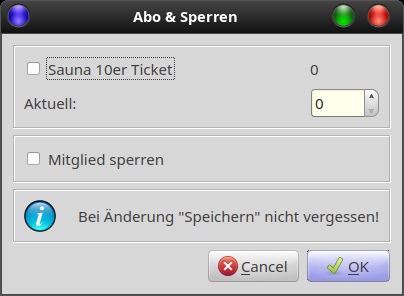 Abo & Sperren
Sauna 10er Ticket 0
Aktuell: 0
Mitglied sperren
Bei Änderung "Speichern" nicht vergessen!
Cancel OK